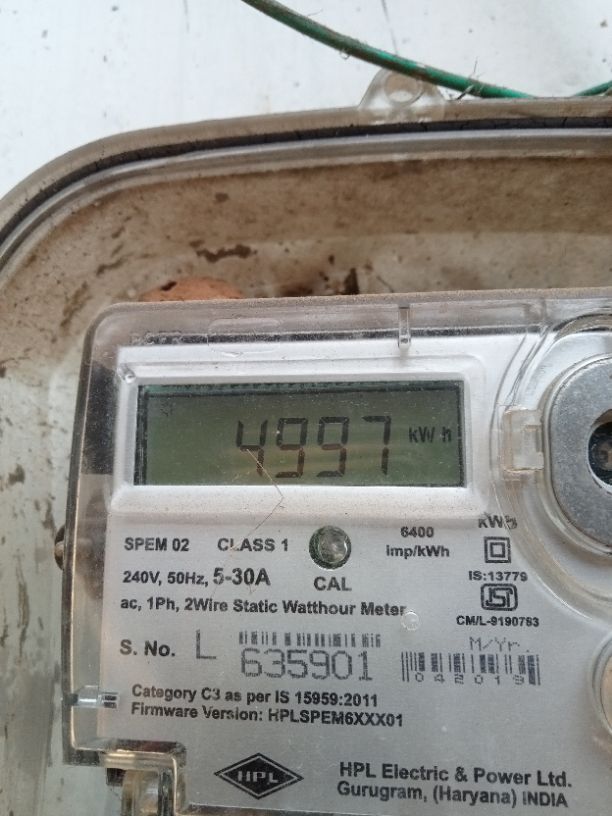 4997 kWh
SPEM 02 CLASS 1
6400
imp/kWh
240V, 50Hz, 5-30A
CAL
IS:13779
ac, 1Ph, 2Wire Static Watthour Meter
CM/L-9190783
S. No. L 635901
M/Yr.
042019
Category C3 as per IS 15959:2011
Firmware Version: HPLSPEM6XXX01
HPL
HPL Electric & Power Ltd.
Gurugram, (Haryana) INDIA